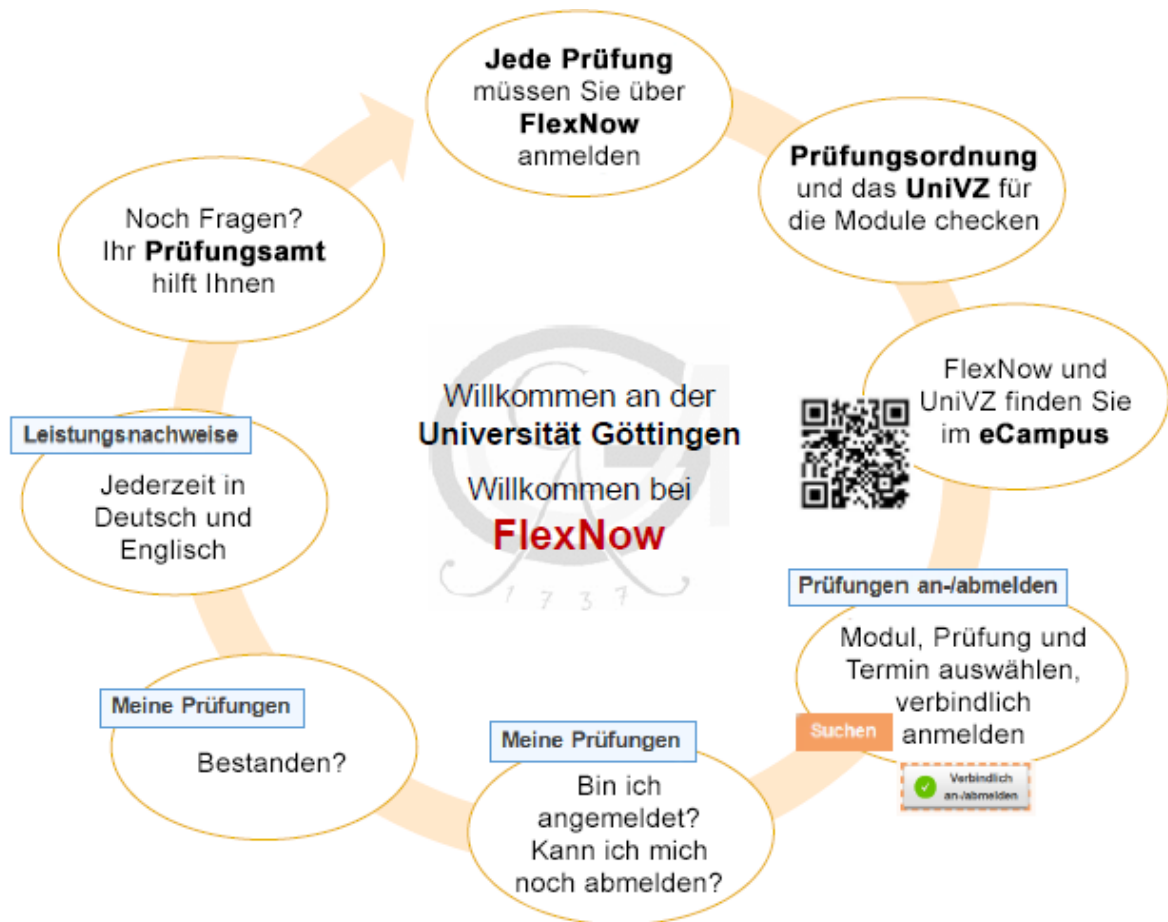 Jede Prüfung
müssen Sie über
FlexNow
anmelden
Prüfungsordnung
und das UniVZ für
die Module checken
FlexNow und
UniVZ finden Sie
im eCampus
Prüfungen an-/abmelden
Modul, Prüfung und
Termin auswählen,
verbindlich
anmelden
Suchen
Verbindlich
an-/abmelden
Meine Prüfungen
Bin ich
angemeldet?
Kann ich mich
noch abmelden?
Meine Prüfungen
Bestanden?
Leistungsnachweise
Jederzeit in
Deutsch und
Englisch
Noch Fragen?
Ihr Prüfungsamt
hilft Ihnen
Willkommen an der
Universität Göttingen
Willkommen bei
FlexNow
1737